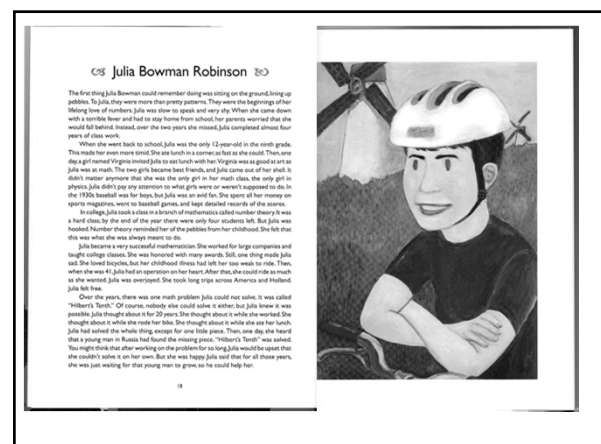 Julia Bowman Robinson
The first thing Julia Bowman could remember doing was sitting on the ground, lining up
pebbles. To Julia, they were more than pretty patterns. They were the beginnings of her
lifelong love of numbers. Julia was slow to speak and very shy. When she came down
with a terrible fever and had to stay home from school, her parents worried that she
would fall behind. Instead, over the two years she missed, Julia completed almost four
years of class work.
When she went back to school, Julia was the only 12-year-old in the ninth grade.
This made her even more timid. She ate lunch in a corner, as fast as she could. Then, one
day, a girl named Virginia invited Julia to eat lunch with her. Virginia was as good at art as
Julia was at math. The two girls became best friends, and Julia came out of her shell. It
didn't matter anymore that she was the only girl in her math class, the only girl in
physics. Julia didn't pay any attention to what girls were or weren't supposed to do. In
the 1930s baseball was for boys, but Julia was an avid fan. She spent all her money on
sports magazines, went to baseball games, and kept detailed records of the scores.
In college, Julia took a class in a branch of mathematics called number theory. It was
a hard class; by the end of the year there were only four students left. But Julia was
hooked. Number theory reminded her of the pebbles from her childhood. She felt that
this was what she was always meant to do.
Julia became a very successful mathematician. She worked for large companies and
taught college classes. She was honored with many awards. Still, one thing made Julia
sad. She loved bicycles, but her childhood illness had left her too weak to ride. Then,
when she was 41, Julia had an operation on her heart. After that, she could ride as much
as she wanted. Julia was overjoyed. She took long trips across America and Holland.
Julia felt free.
Over the years, there was one math problem Julia could not solve. It was called
"Hilbert's Tenth." Of course, nobody else could solve it either, but Julia knew it was
possible. Julia thought about it for 20 years. She thought about it while she worked. She
thought about it while she rode her bike. She thought about it while she ate her lunch.
Julia had solved the whole thing, except for one little piece. Then, one day, she heard
that a young man in Russia had found the missing piece. "Hilbert's Tenth" was solved.
You might think that after working on the problem for so long, Julia would be upset that
she couldn't solve it on her own. But she was happy. Julia said that for all those years,
she was just waiting for that young man to grow, so he could help her.
18